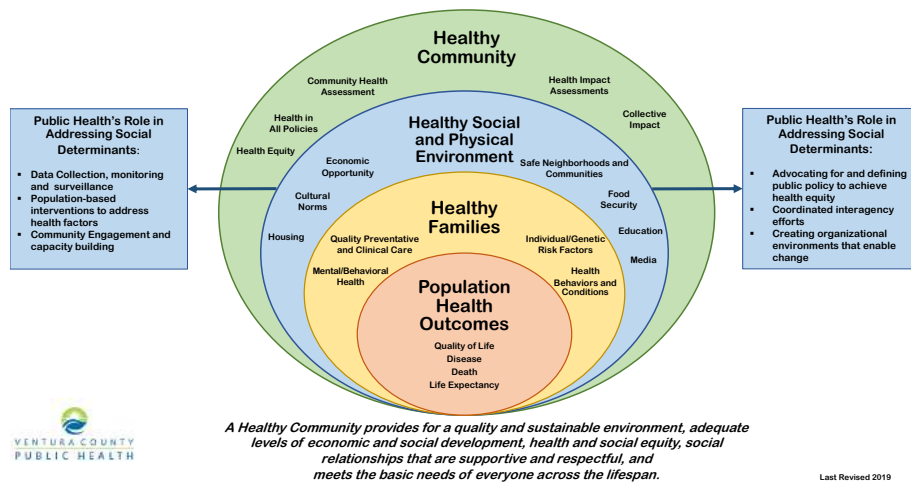 Healthy
Community
Community Health
Assessment
Health Impact
Assessments
Health in
All Policies
Collective
Impact
Health Equity
Public Health's Role in
Addressing Social
Determinants:
▪ Data Collection, monitoring
and surveillance
▪ Population-based
interventions to address
health factors
▪ Community Engagement and
capacity building
Healthy Social
and Physical
Environment
Economic
Opportunity
Safe Neighborhoods and
Communities
Cultural
Norms
Food
Security
Housing
Education
Media
Healthy
Families
Quality Preventative
and Clinical Care
Individual/Genetic
Risk Factors
Mental/Behavioral
Health
Health
Behaviors and
Conditions
Population
Health
Outcomes
Quality of Life
Disease
Death
Life Expectancy
Public Health's Role in
Addressing Social
Determinants:
▪ Advocating for and defining
public policy to achieve
health equity
▪ Coordinated interagency
efforts
▪ Creating organizational
environments that enable
change
VENTURA COUNTY
PUBLIC HEALTH
A Healthy Community provides for a quality and sustainable environment, adequate
levels of economic and social development, health and social equity, social
relationships that are supportive and respectful, and
meets the basic needs of everyone across the lifespan.
Last Revised 2019